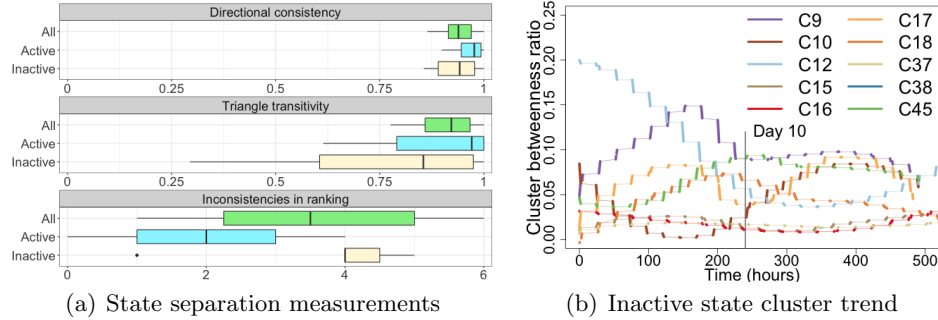 Directional consistency
All
Active
Inactive
0 0.25 0.5 0.75 1
Triangle transitivity
All
Active
Inactive
0 0.25 0.5 0.75 1
Inconsistencies in ranking
All
Active
Inactive
0 2 4 6
(a) State separation measurements
Cluster betweenness ratio
0.25
0.20
0.15
0.10
0.05
0.00
C9 C17
C10 C18
C12 C37
C15 C38
C16 C45
Day 10
0 100 200 300 400 500
Time (hours)
(b) Inactive state cluster trend